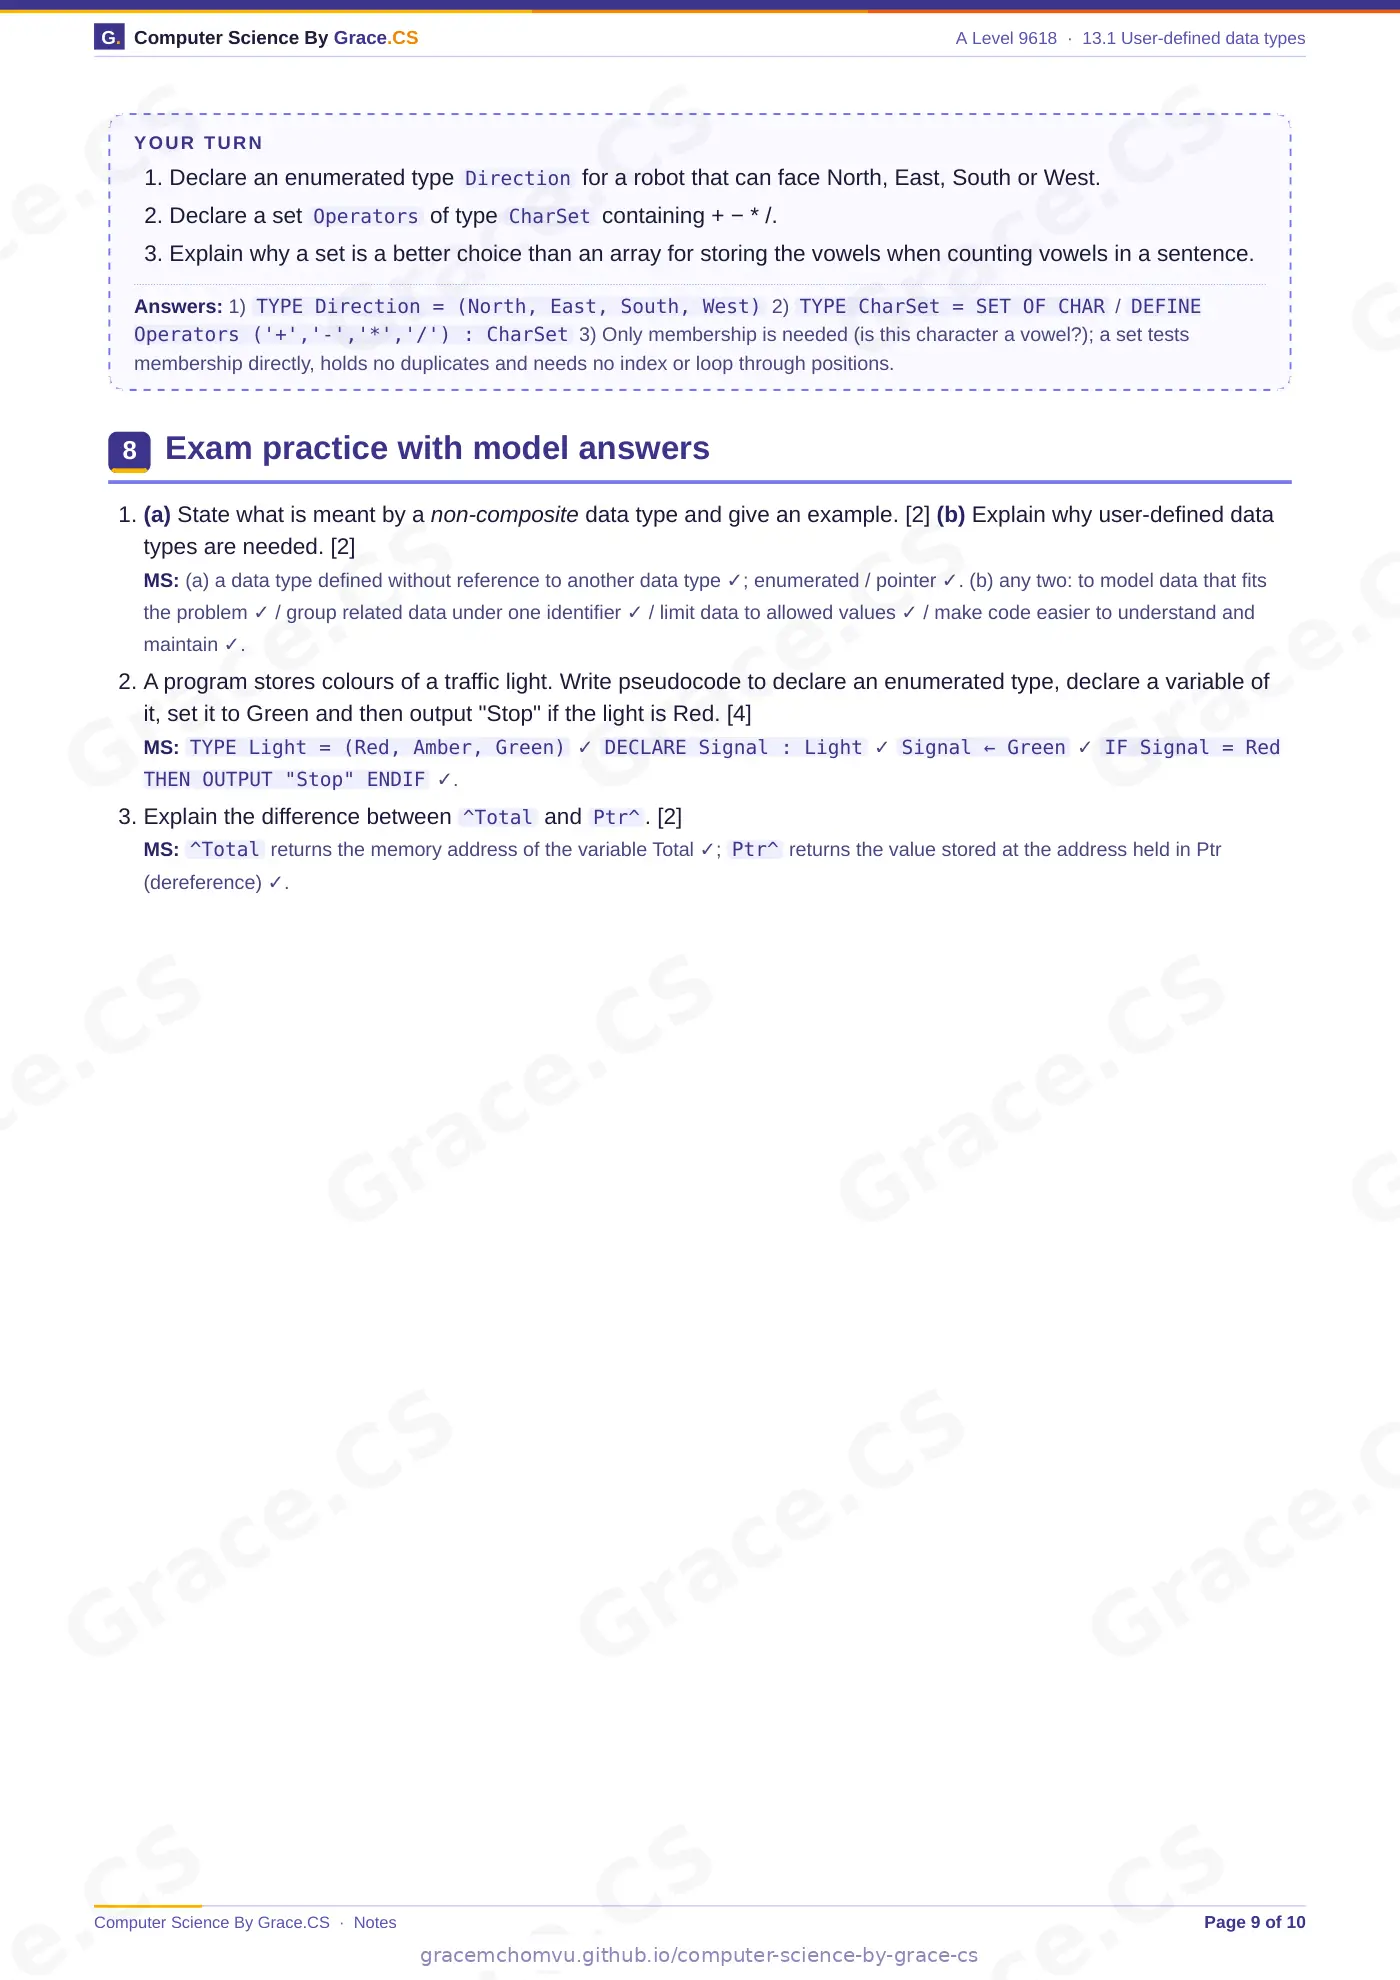 G. Computer Science By Grace.CS
A Level 9618 · 13.1 User-defined data types
YOUR TURN
1. Declare an enumerated type Direction for a robot that can face North, East, South or West.
2. Declare a set Operators of type CharSet containing + − * /.
3. Explain why a set is a better choice than an array for storing the vowels when counting vowels in a sentence.
Answers: 1) TYPE Direction = (North, East, South, West) 2) TYPE CharSet = SET OF CHAR / DEFINE
Operators ('+','-','*','/') : CharSet 3) Only membership is needed (is this character a vowel?); a set tests
membership directly, holds no duplicates and needs no index or loop through positions.
8 Exam practice with model answers
1. (a) State what is meant by a non-composite data type and give an example. [2] (b) Explain why user-defined data
types are needed. [2]
MS: (a) a data type defined without reference to another data type ✓; enumerated / pointer ✓. (b) any two: to model data that fits
the problem ✓ / group related data under one identifier ✓ / limit data to allowed values ✓ / make code easier to understand and
maintain ✓.
2. A program stores colours of a traffic light. Write pseudocode to declare an enumerated type, declare a variable of
it, set it to Green and then output "Stop" if the light is Red. [4]
MS: TYPE Light = (Red, Amber, Green) ✓ DECLARE Signal : Light ✓ Signal ← Green ✓ IF Signal = Red
THEN OUTPUT "Stop" ENDIF ✓.
3. Explain the difference between ^Total and Ptr^. [2]
MS: ^Total returns the memory address of the variable Total ✓; Ptr^ returns the value stored at the address held in Ptr
(dereference) ✓.
Computer Science By Grace.CS · Notes
Page 9 of 10
gracemchomvu.github.io/computer-science-by-grace-cs